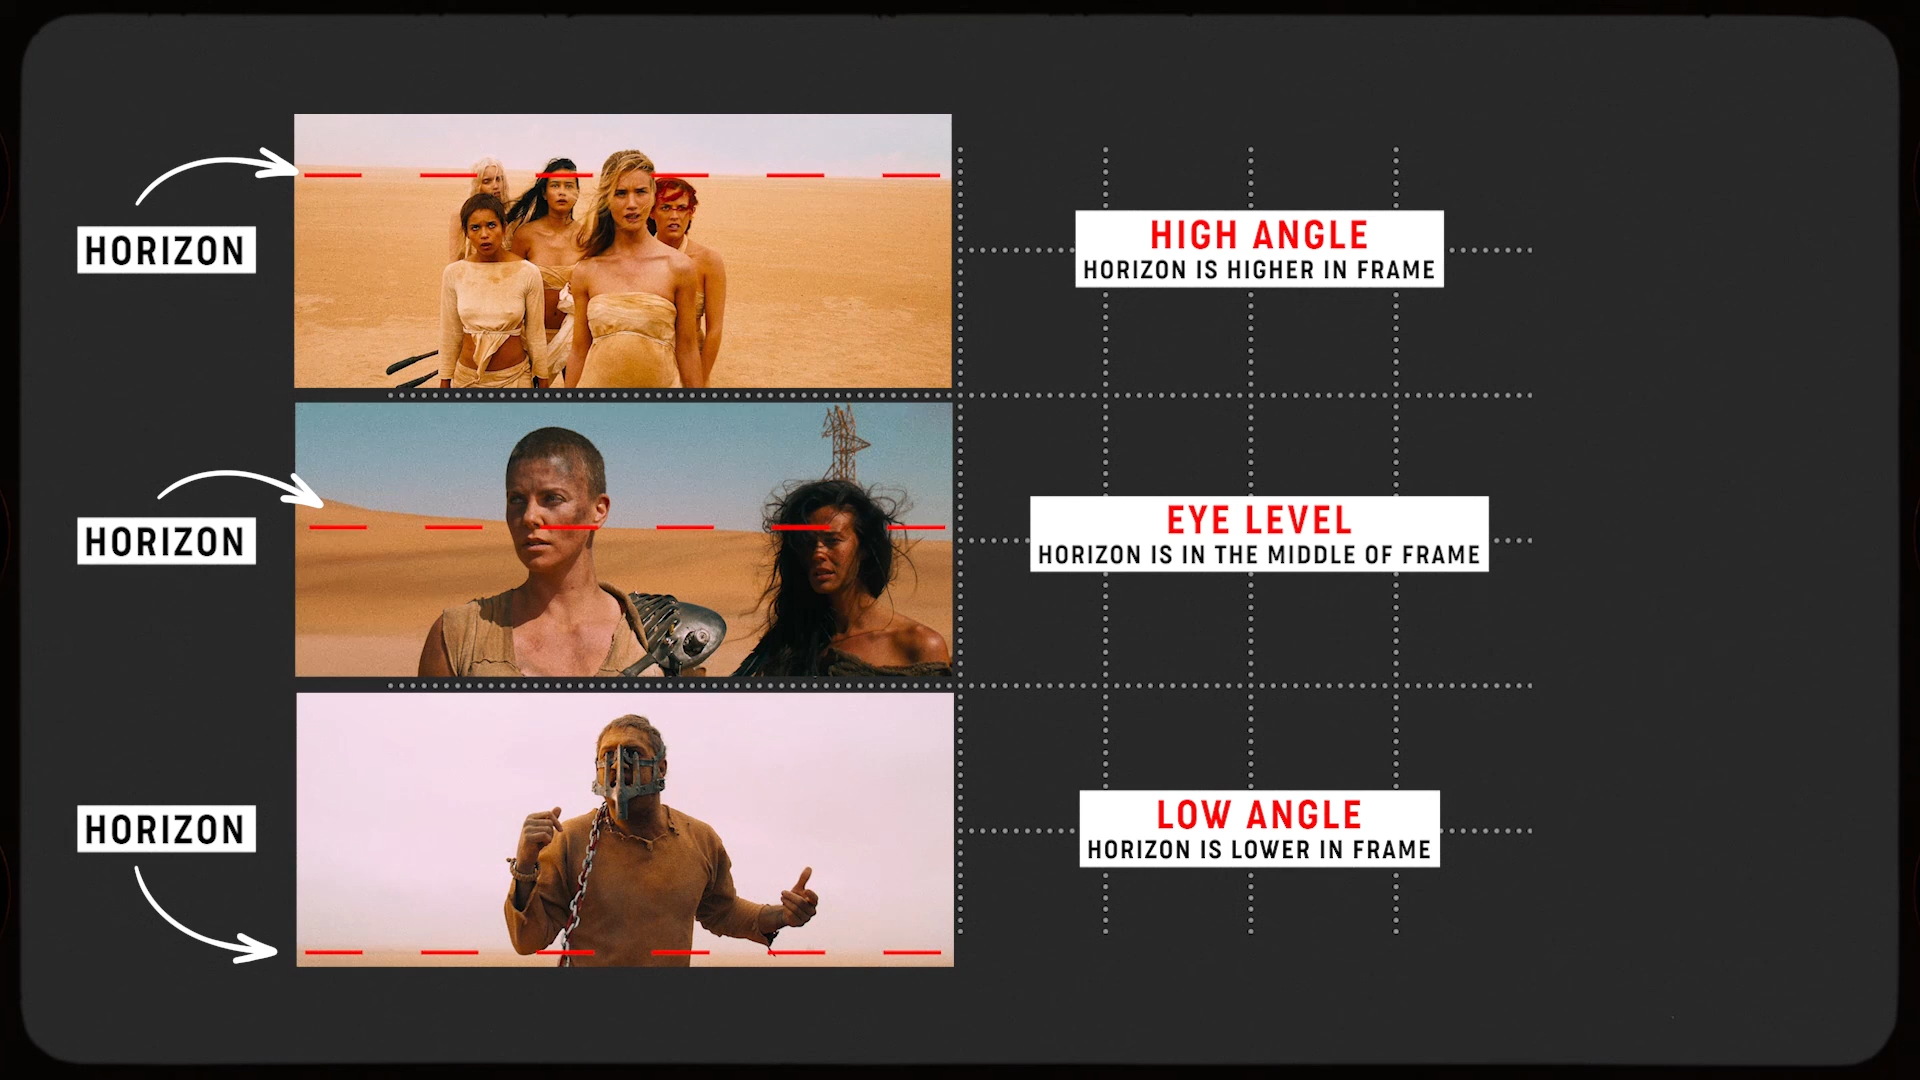 HORIZON
HIGH ANGLE
HORIZON IS HIGHER IN FRAME
HORIZON
EYE LEVEL
HORIZON IS IN THE MIDDLE OF FRAME
HORIZON
LOW ANGLE
HORIZON IS LOWER IN FRAME